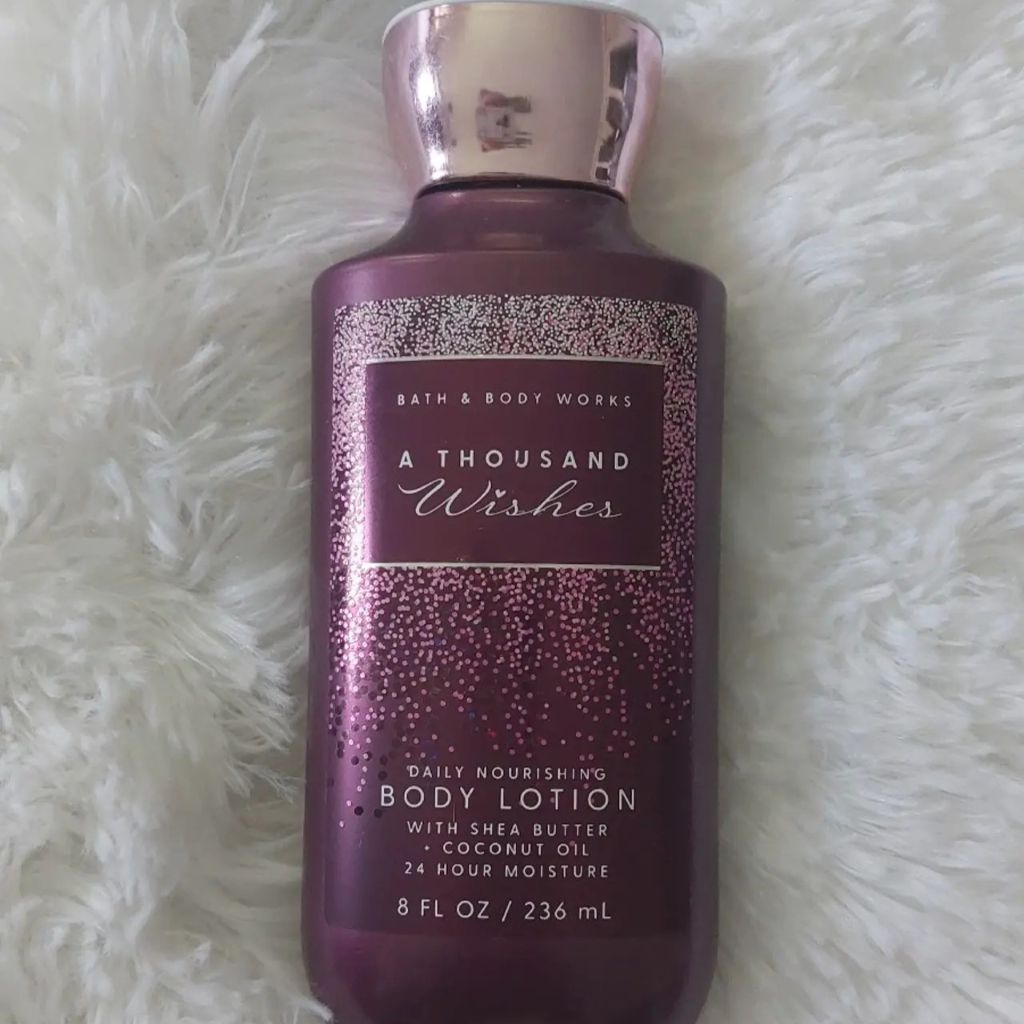 BATH & BODY WORKS
A THOUSAND
Wishes
DAILY NOURISHING
BODY LOTION
WITH SHEA BUTTER
+ COCONUT OIL
24 HOUR MOISTURE
8 FL OZ / 236 mL